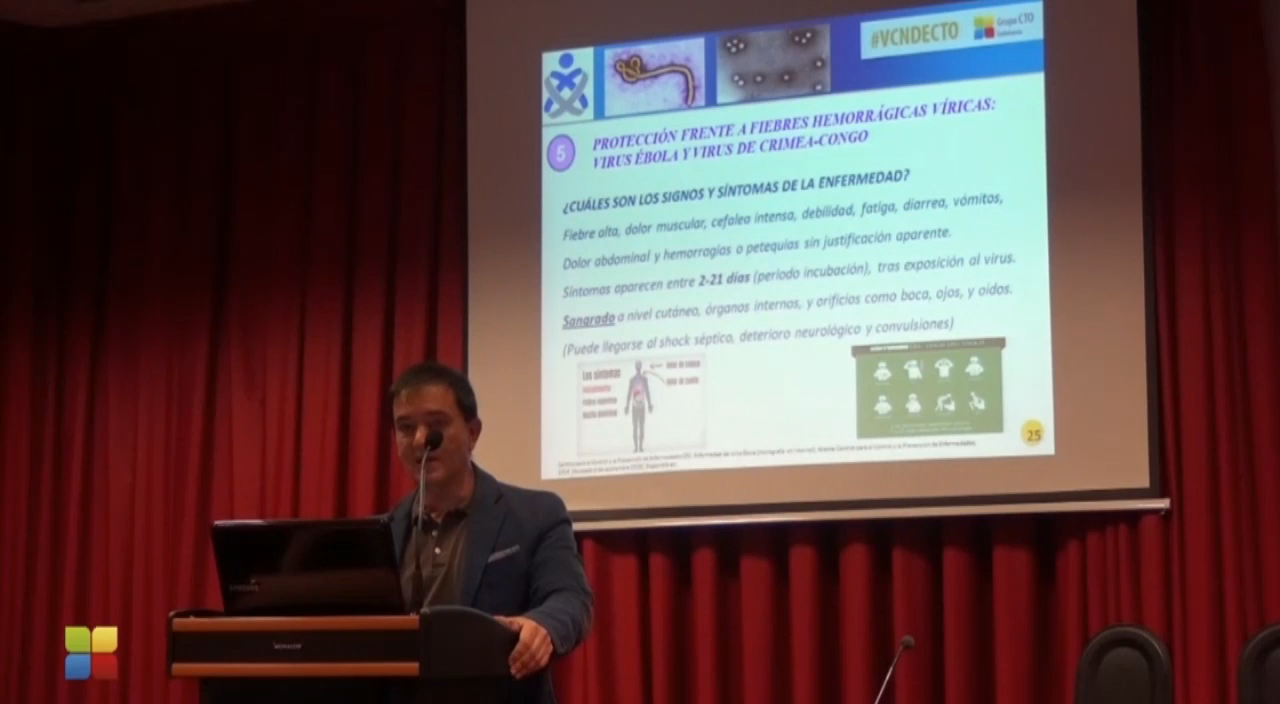 #VCNDECTO
Grupo CTO
5
PROTECCIÓN FRENTE A FIEBRES HEMORRÁGICAS VÍRICAS:
VIRUS ÉBOLA Y VIRUS DE CRIMEA-CONGO
¿CUÁLES SON LOS SIGNOS Y SÍNTOMAS DE LA ENFERMEDAD?
Fiebre alta, dolor muscular, cefalea intensa, debilidad, fatiga, diarrea, vómitos,
Dolor abdominal y hemorragias o petequias sin justificación aparente.
Síntomas aparecen entre 2-21 días (periodo incubación), tras exposición al virus.
Sangrado a nivel cutáneo, órganos internos, y orificios como boca, ojos, y oídos.
(Puede llegarse al shock séptico, deterioro neurológico y convulsiones)
Los síntomas
25